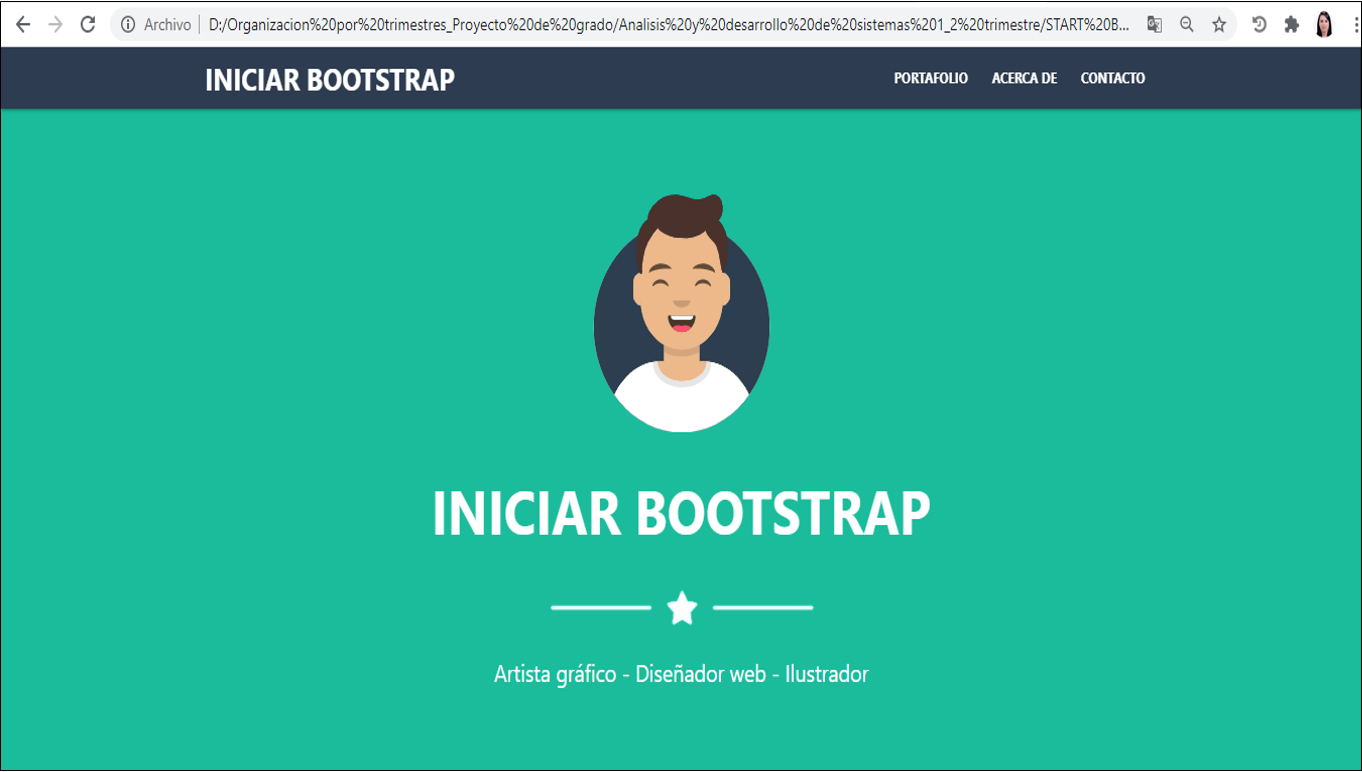 Archivo D:/Organizacion%20por%20trimestres_Proyecto%20de%20grado/Analisis%20y%20desarrollo%20de%20sistemas%201_2%20trimestre/START%20B...
INICIAR BOOTSTRAP PORTAFOLIO ACERCA DE CONTACTO
INICIAR BOOTSTRAP
Artista gráfico - Diseñador web - Ilustrador